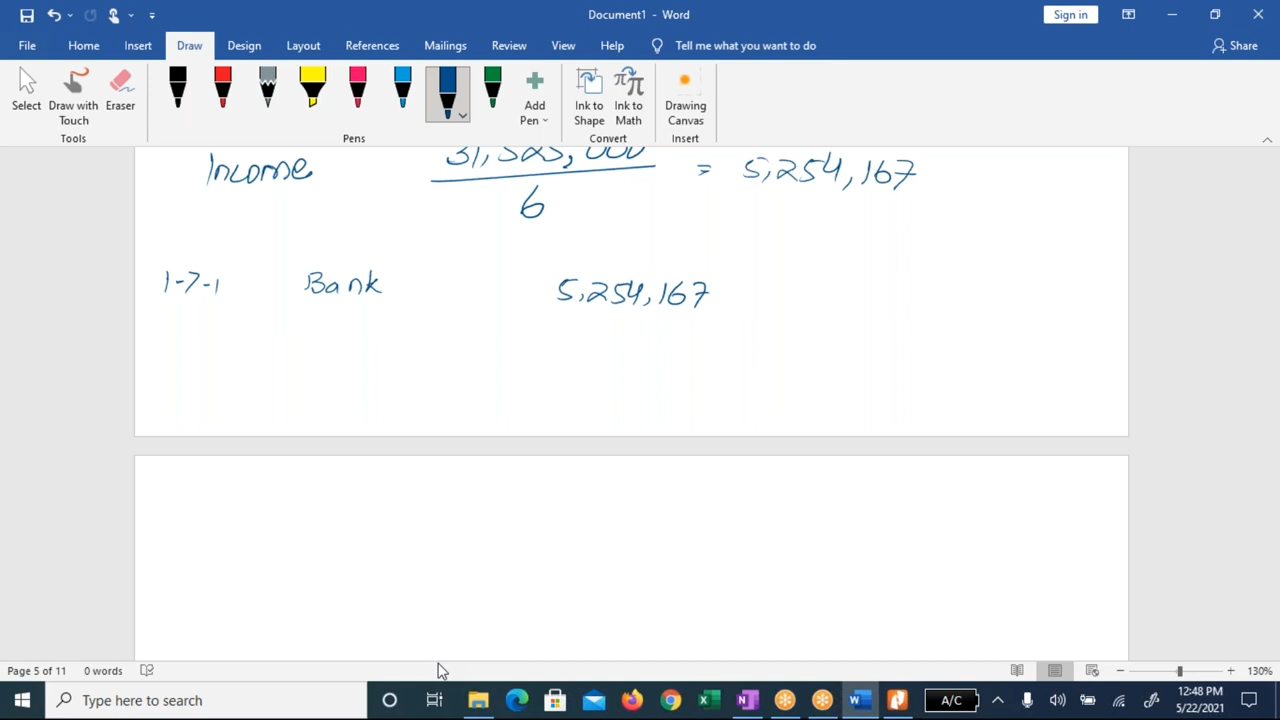 Document1 - Word
Sign in
File Home Insert Draw Design Layout References Mailings Review View Help Tell me what you want to do Share
Select
Draw with Touch
Eraser
Add Pen
Ink to Shape
Ink to Math
Drawing Canvas
Tools Pens Convert Insert
Income 31,525,000 = 5,254,167
6
1-7-1 Bank 5,254,167
Page 5 of 11 0 words 130%
Type here to search
A/C
12:48 PM
5/22/2021